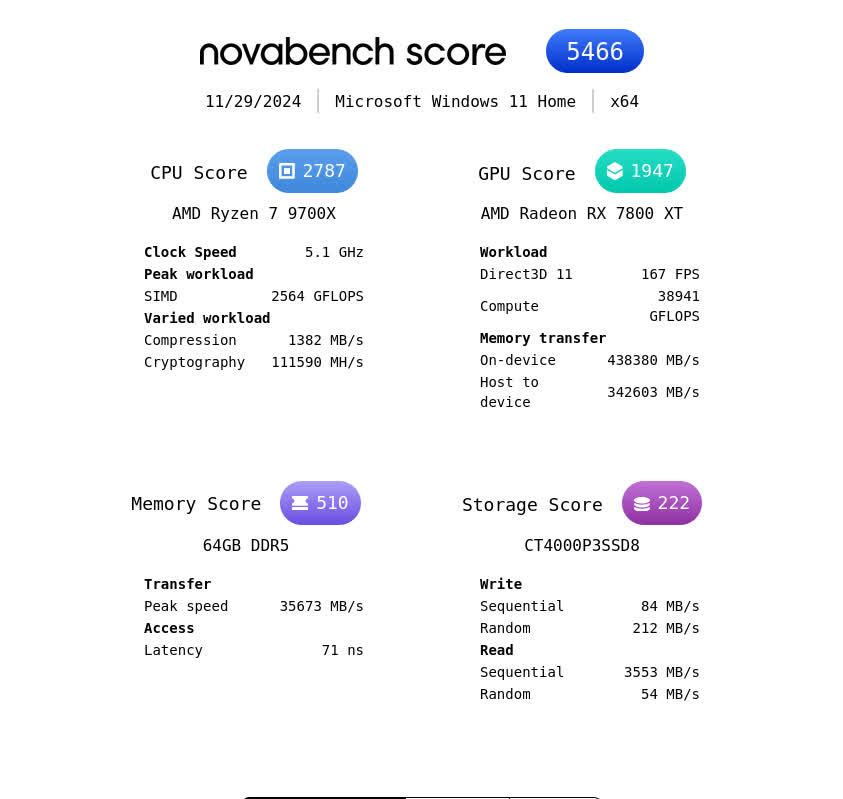 novabench score 5466
11/29/2024 Microsoft Windows 11 Home x64
CPU Score 2787
AMD Ryzen 7 9700X
Clock Speed 5.1 GHz
Peak workload
SIMD 2564 GFLOPS
Varied workload
Compression 1382 MB/s
Cryptography 111590 MH/s
GPU Score 1947
AMD Radeon RX 7800 XT
Workload
Direct3D 11 167 FPS
Compute 38941
GFLOPS
Memory transfer
On-device 438380 MB/s
Host to
device 342603 MB/s
Memory Score 510
64GB DDR5
Transfer
Peak speed 35673 MB/s
Access
Latency 71 ns
Storage Score 222
CT4000P3SSD8
Write
Sequential 84 MB/s
Random 212 MB/s
Read
Sequential 3553 MB/s
Random 54 MB/s